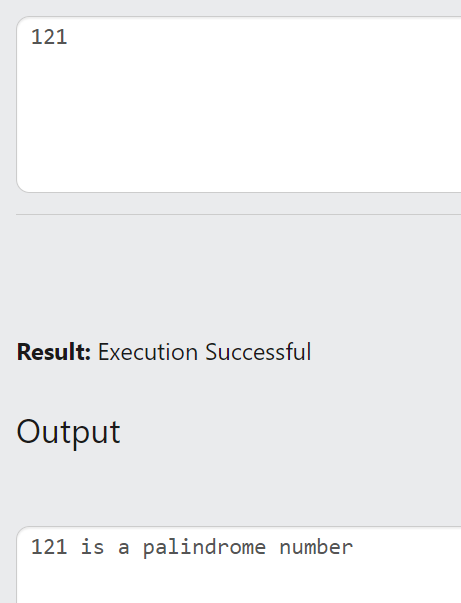 121
Result: Execution Successful
Output
121 is a palindrome number